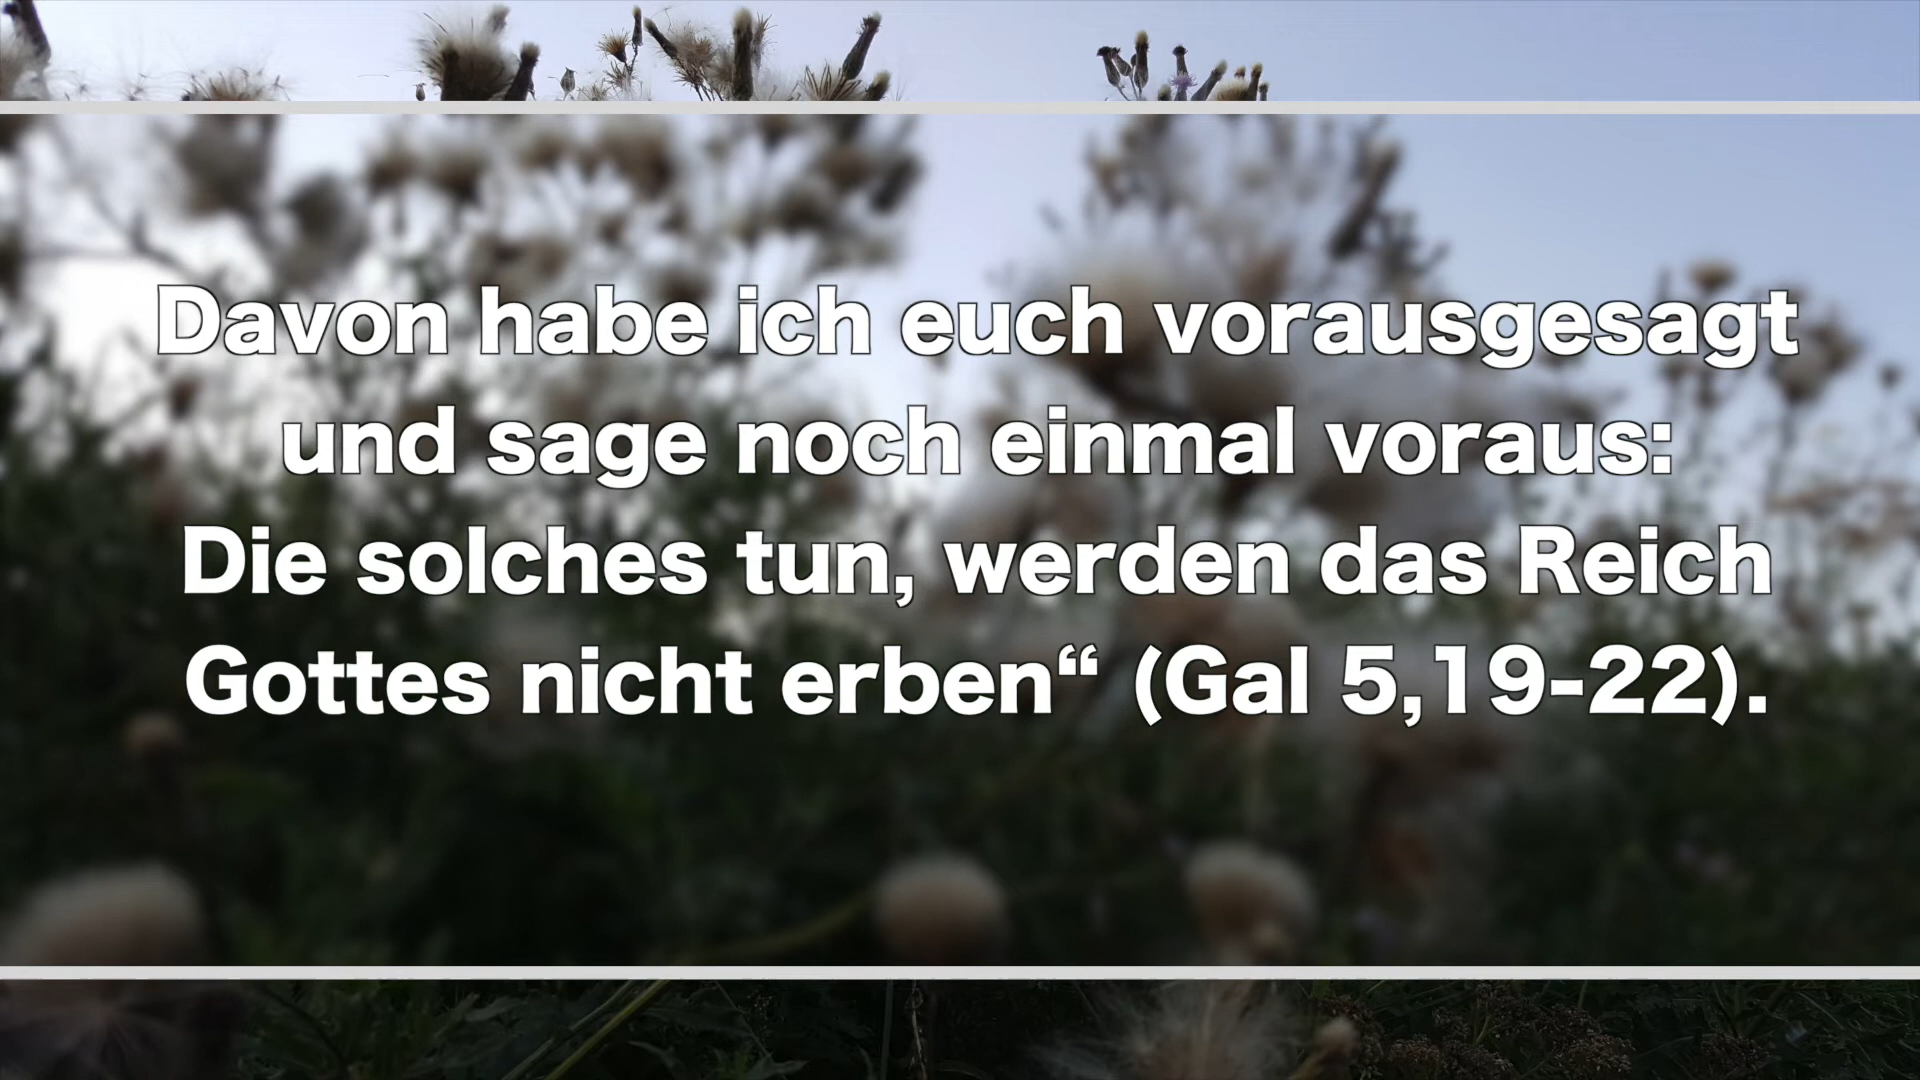 Davon habe ich euch vorausgesagt
und sage noch einmal voraus:
Die solches tun, werden das Reich
Gottes nicht erben“ (Gal 5,19-22).